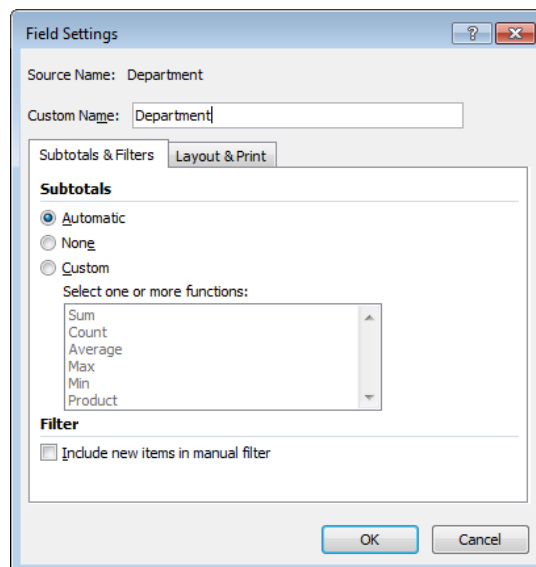 Field Settings
Source Name: Department
Custom Name: Department
Subtotals & Filters Layout & Print
Subtotals
Automatic
None
Custom
Select one or more functions:
Sum
Count
Average
Max
Min
Product
Filter
Include new items in manual filter
OK Cancel